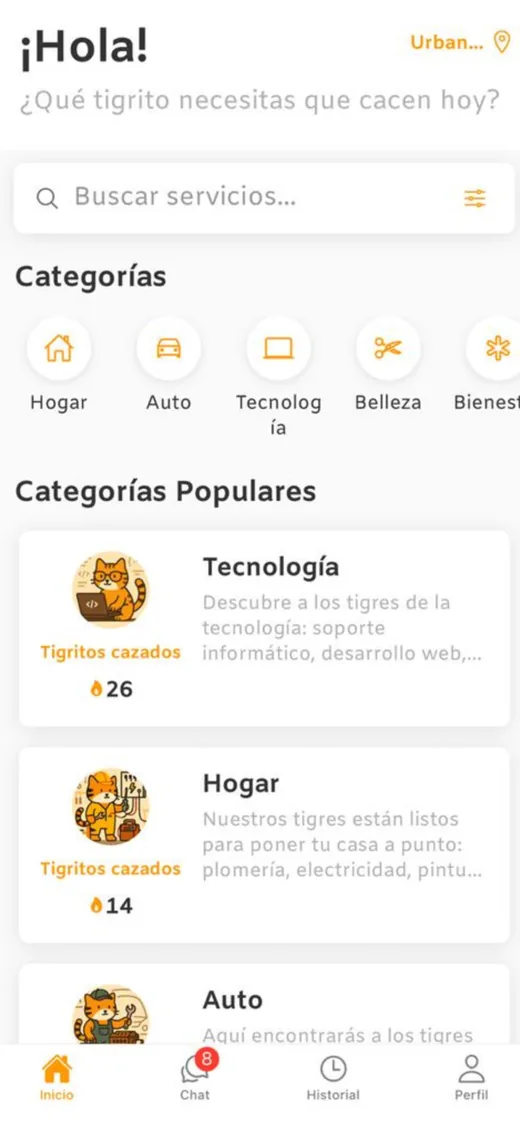 ¡Hola!
Urban...
¿Qué tigrito necesitas que cacen hoy?
Buscar servicios...
Categorías
Hogar
Auto
Tecnolog
ía
Belleza
Bienest
Categorías Populares
Tecnología
Descubre a los tigres de la
tecnología: soporte
informático, desarrollo web,...
Tigritos cazados
26
Hogar
Nuestros tigres están listos
para poner tu casa a punto:
plomería, electricidad, pintu...
Tigritos cazados
14
Auto
Aquí encontrarás a los tigres
8
Inicio
Chat
Historial
Perfil